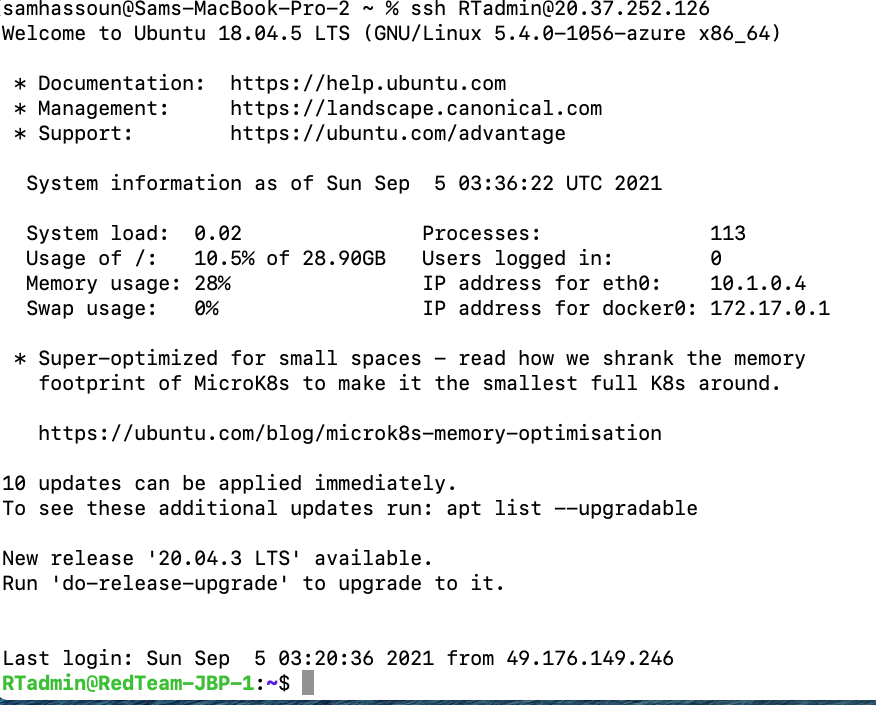 samhassoun@Sams-MacBook-Pro-2 ~ % ssh RTadmin@20.37.252.126
Welcome to Ubuntu 18.04.5 LTS (GNU/Linux 5.4.0-1056-azure x86_64)

 * Documentation:  https://help.ubuntu.com
 * Management:     https://landscape.canonical.com
 * Support:        https://ubuntu.com/advantage

  System information as of Sun Sep  5 03:36:22 UTC 2021

  System load:  0.02               Processes:              113
  Usage of /:   10.5% of 28.90GB   Users logged in:        0
  Memory usage: 28%                IP address for eth0:    10.1.0.4
  Swap usage:   0%                 IP address for docker0: 172.17.0.1

 * Super-optimized for small spaces - read how we shrank the memory
   footprint of MicroK8s to make it the smallest full K8s around.

   https://ubuntu.com/blog/microk8s-memory-optimisation

10 updates can be applied immediately.
To see these additional updates run: apt list --upgradable

New release '20.04.3 LTS' available.
Run 'do-release-upgrade' to upgrade to it.


Last login: Sun Sep  5 03:20:36 2021 from 49.176.149.246
RTadmin@RedTeam-JBP-1:~$